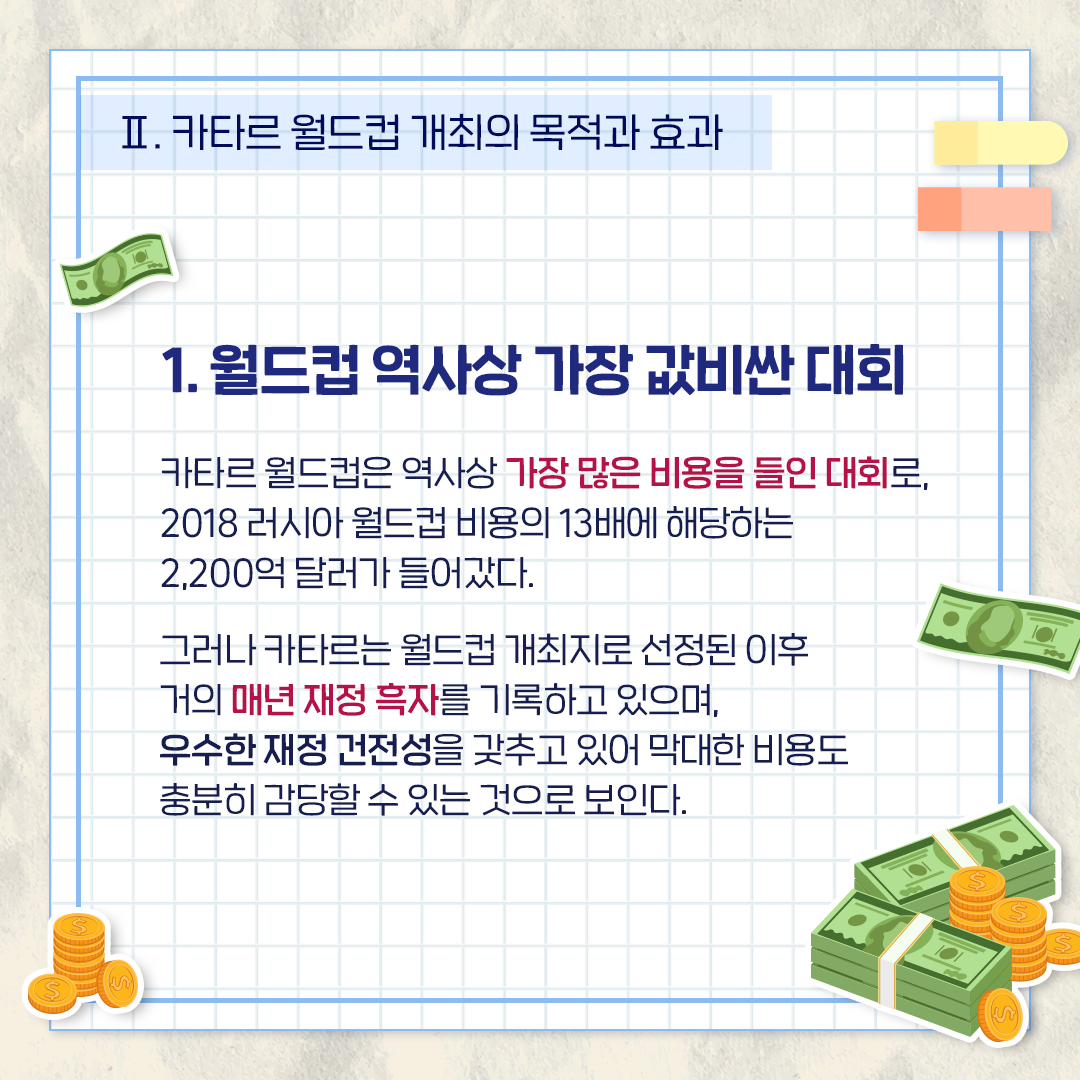 Ⅱ. 카타르 월드컵 개최의 목적과 효과
1. 월드컵 역사상 가장 값비싼 대회
카타르 월드컵은 역사상 가장 많은 비용을 들인 대회로,
2018 러시아 월드컵 비용의 13배에 해당하는
2,200억 달러가 들어갔다.
그러나 카타르는 월드컵 개최지로 선정된 이후
거의 매년 재정 흑자를 기록하고 있으며,
우수한 재정 건전성을 갖추고 있어 막대한 비용도
충분히 감당할 수 있는 것으로 보인다.